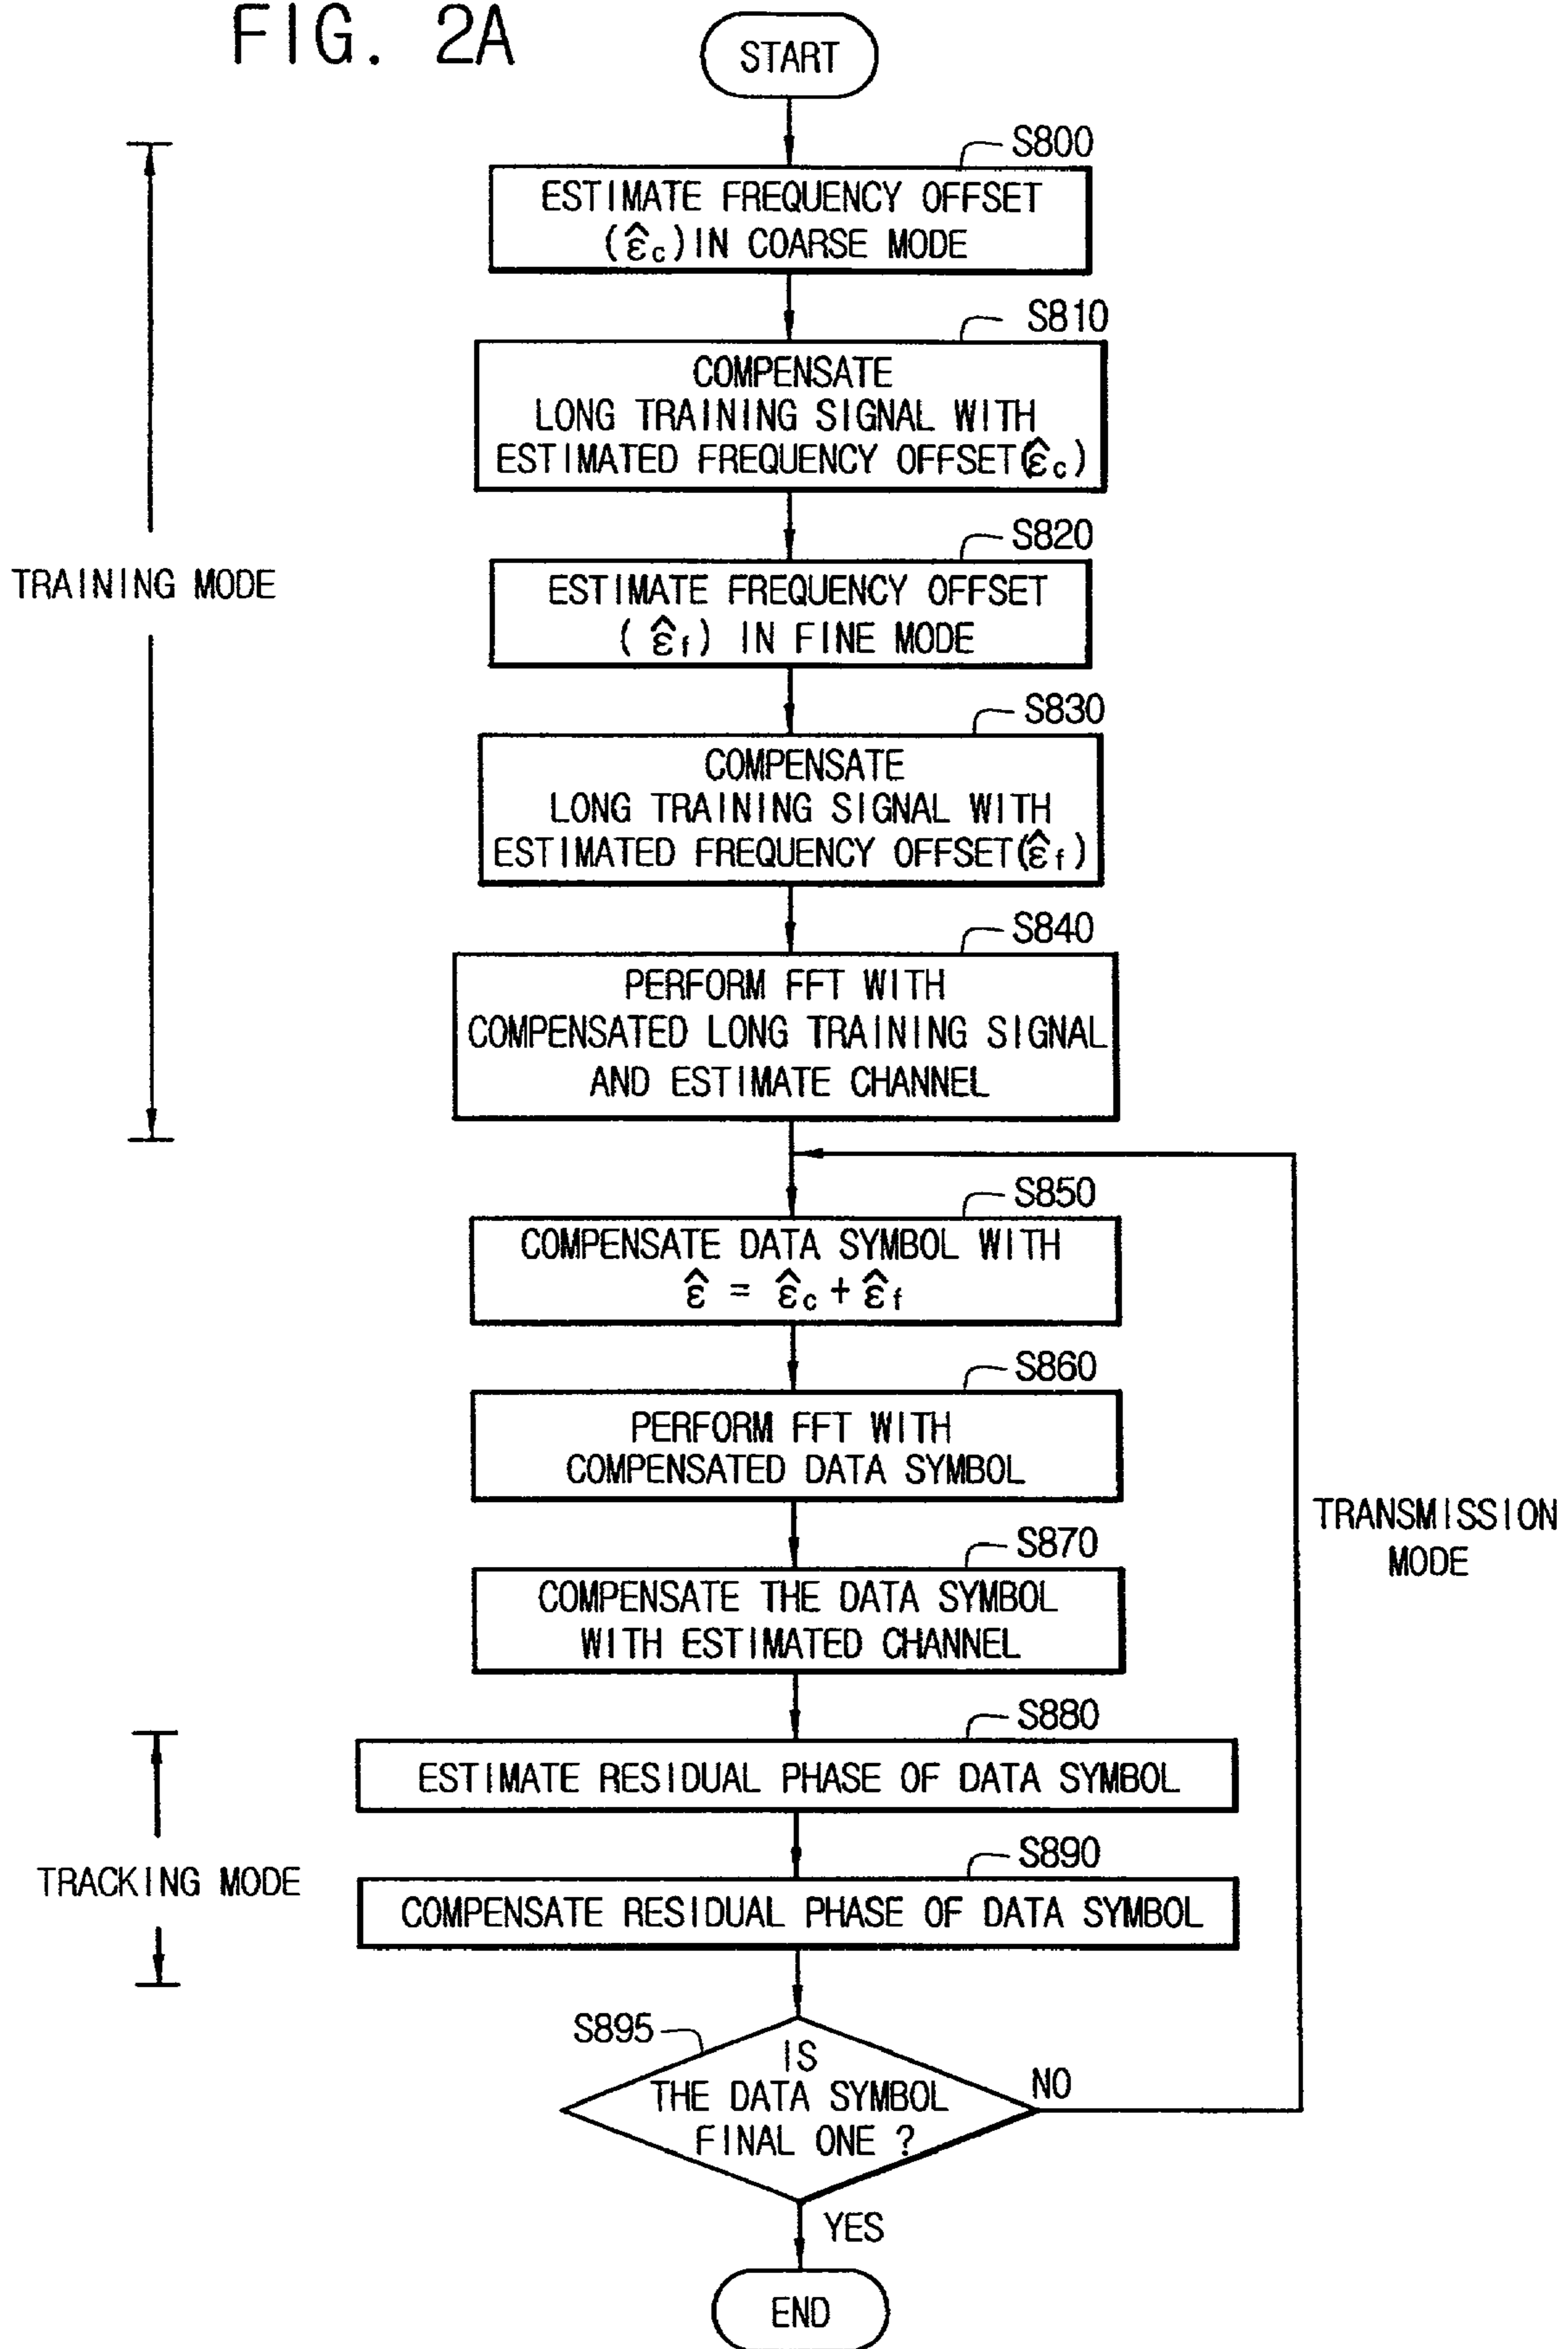 FIG. 2A
START
S800
ESTIMATE FREQUENCY OFFSET
(ε̂c) IN COARSE MODE
S810
COMPENSATE
LONG TRAINING SIGNAL WITH
ESTIMATED FREQUENCY OFFSET(ε̂c)
S820
ESTIMATE FREQUENCY OFFSET
(ε̂f) IN FINE MODE
TRAINING MODE
S830
COMPENSATE
LONG TRAINING SIGNAL WITH
ESTIMATED FREQUENCY OFFSET(ε̂f)
S840
PERFORM FFT WITH
COMPENSATED LONG TRAINING SIGNAL
AND ESTIMATE CHANNEL
S850
COMPENSATE DATA SYMBOL WITH
ε̂ = ε̂c + ε̂f
S860
PERFORM FFT WITH
COMPENSATED DATA SYMBOL
TRANSMISSION
MODE
S870
COMPENSATE THE DATA SYMBOL
WITH ESTIMATED CHANNEL
S880
ESTIMATE RESIDUAL PHASE OF DATA SYMBOL
TRACKING MODE
S890
COMPENSATE RESIDUAL PHASE OF DATA SYMBOL
S895
IS
THE DATA SYMBOL
FINAL ONE ?
NO
YES
END